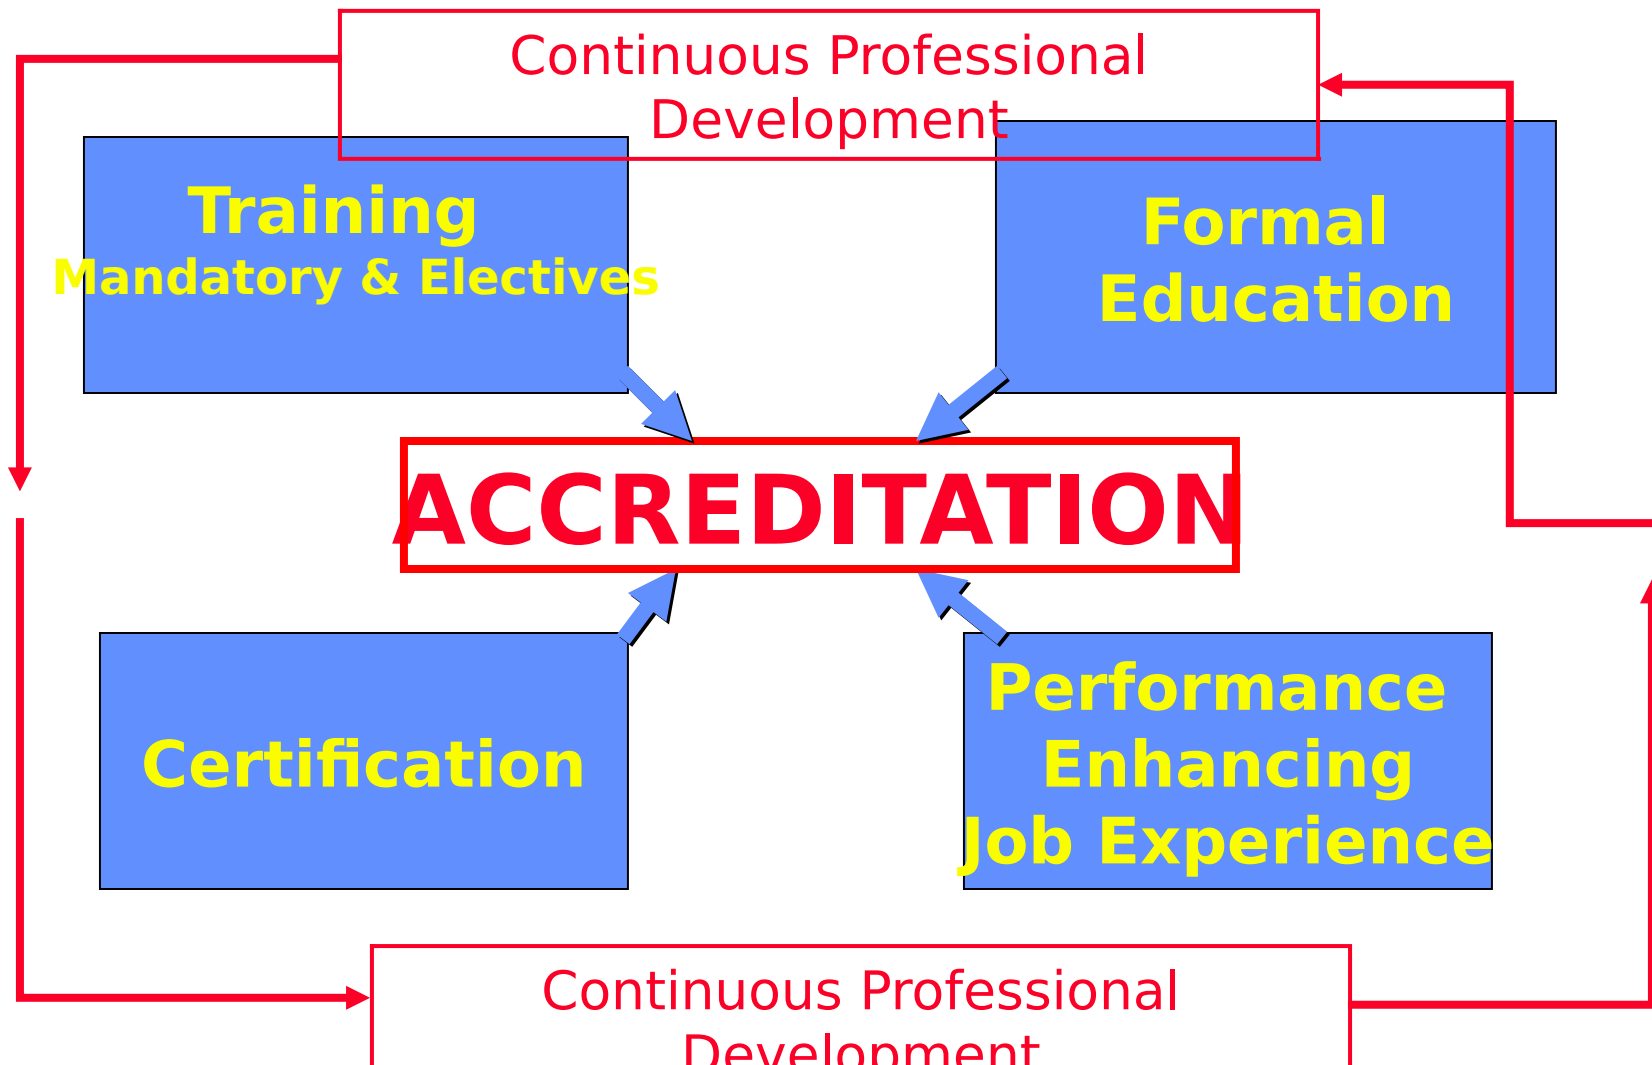 Continuous Professional
Development
Training
Mandatory & Electives
Formal
Education
ACCREDITATION
Certification
Performance
Enhancing
Job Experience
Continuous Professional
Development